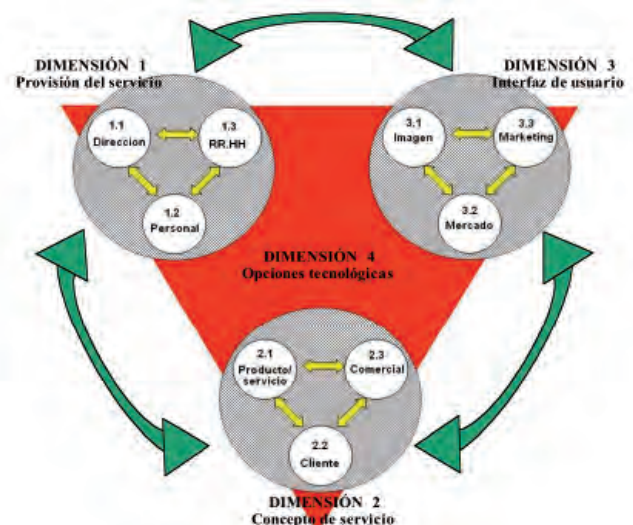 DIMENSIÓN 1
Provisión del servicio
DIMENSIÓN 3
Interfaz de usuario
1.1
Direccion
1.3
RR.HH
1.2
Personal
3.1
Imagen
3.3
Marketing
3.2
Mercado
DIMENSIÓN 4
Opciones tecnológicas
2.1
Producto/
servicio
2.3
Comercial
2.2
Cliente
DIMENSIÓN 2
Concepto de servicio